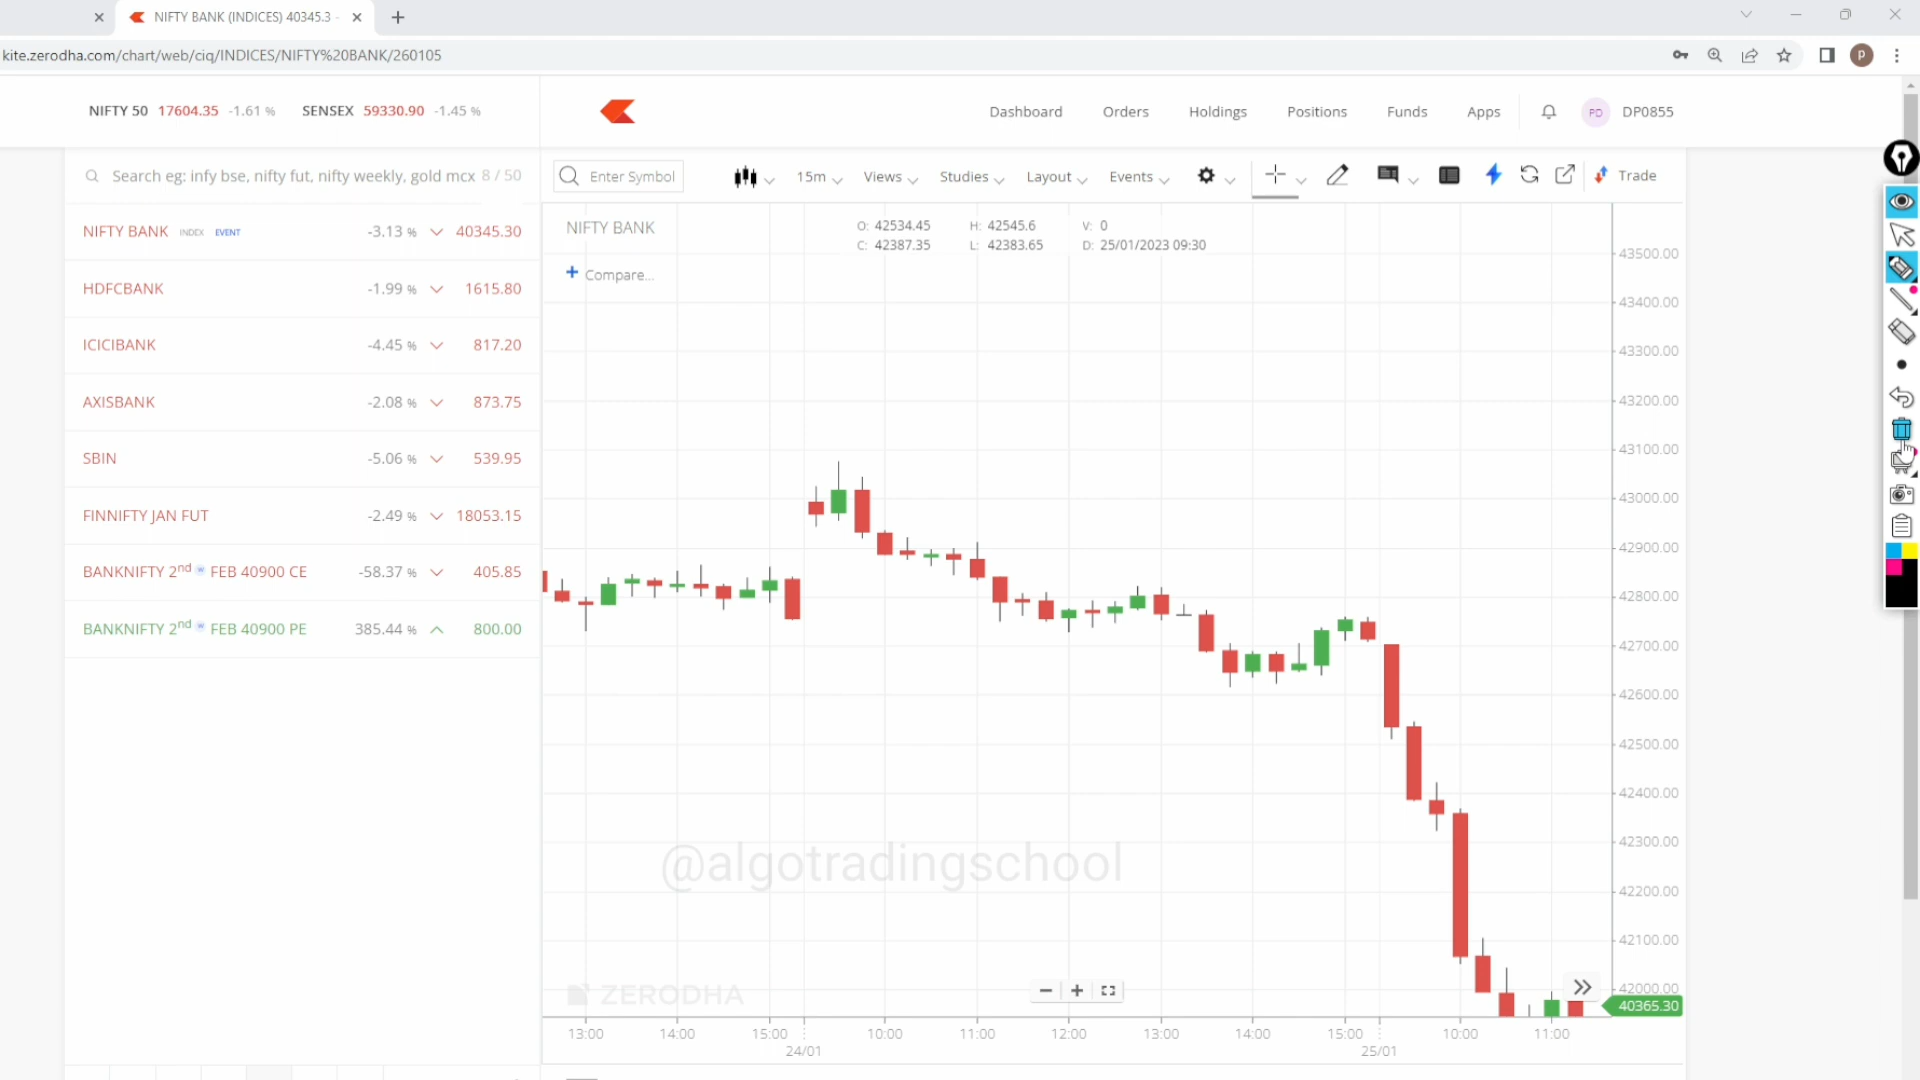 NIFTY BANK (INDICES) 40345.3 -
kite.zerodha.com/chart/web/ciq/INDICES/NIFTY%20BANK/260105
P
NIFTY 50 17604.35 -1.61 % SENSEX 59330.90 -1.45 %
Dashboard Orders Holdings Positions Funds Apps PD DP0855
Search eg: infy bse, nifty fut, nifty weekly, gold mcx 8 / 50
Enter Symbol 15m Views Studies Layout Events Trade
NIFTY BANK INDEX EVENT -3.13 % 40345.30
HDFCBANK -1.99 % 1615.80
ICICIBANK -4.45 % 817.20
AXISBANK -2.08 % 873.75
SBIN -5.06 % 539.95
FINNIFTY JAN FUT -2.49 % 18053.15
BANKNIFTY 2nd w FEB 40900 CE -58.37 % 405.85
BANKNIFTY 2nd w FEB 40900 PE 385.44 % 800.00
NIFTY BANK
O: 42534.45 H: 42545.6 V: 0
C: 42387.35 L: 42383.65 D: 25/01/2023 09:30
+ Compare...
43500.00
43400.00
43300.00
43200.00
43100.00
43000.00
42900.00
42800.00
42700.00
42600.00
42500.00
42400.00
42300.00
42200.00
42100.00
42000.00
40365.30
@algotradingschool
ZERODHA
13:00 14:00 15:00 10:00 11:00 12:00 13:00 14:00 15:00 10:00 11:00
24/01 25/01